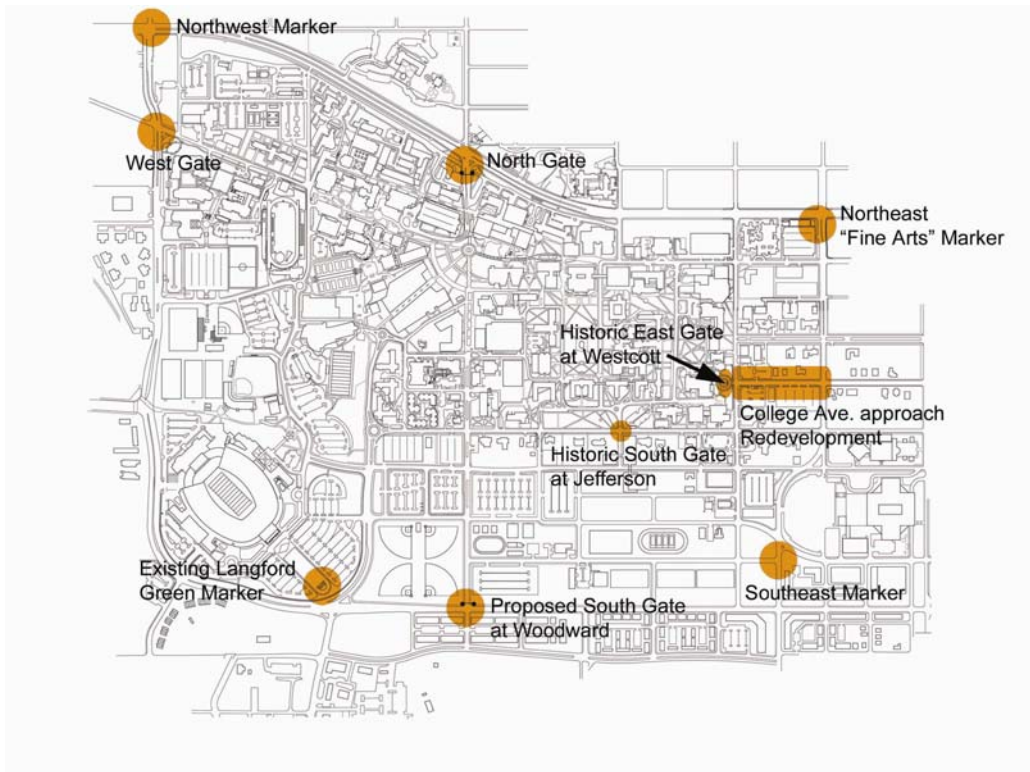 Northwest Marker
West Gate
North Gate
Northeast
“Fine Arts” Marker
Historic East Gate
at Westcott
College Ave. approach
Redevelopment
Historic South Gate
at Jefferson
Existing Langford
Green Marker
Southeast Marker
Proposed South Gate
at Woodward